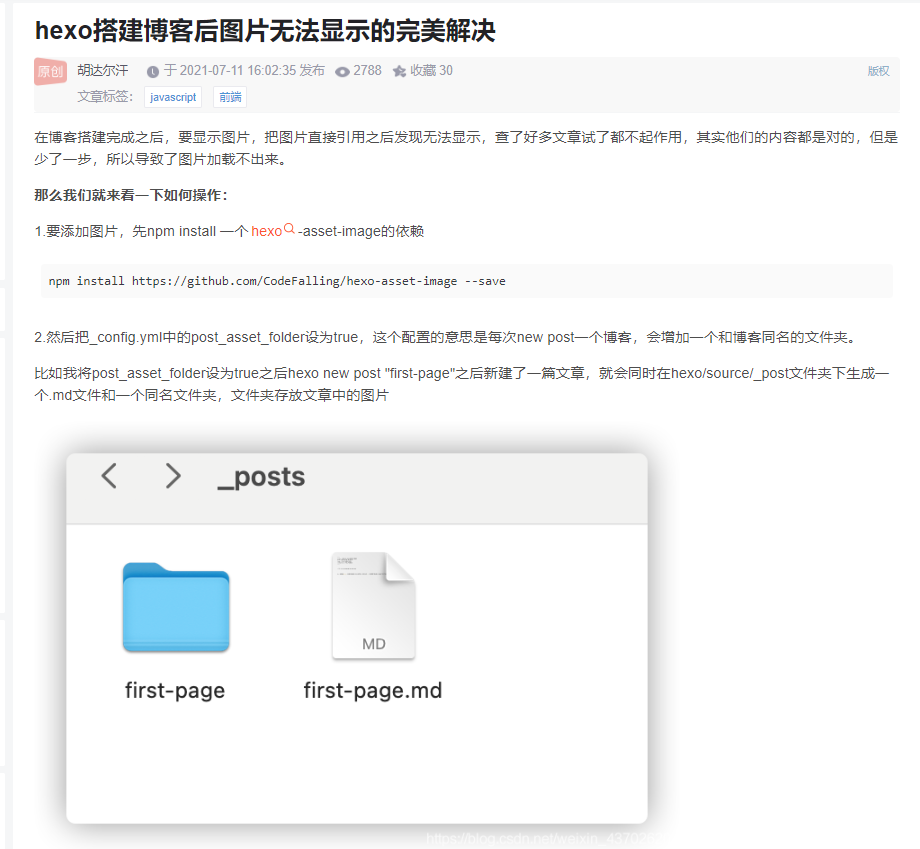 hexo搭建博客后图片无法显示的完美解决
原创 胡达尔汗 于 2021-07-11 16:02:35 发布 2788 收藏 30 版权
文章标签： javascript 前端
在博客搭建完成之后，要显示图片，把图片直接引用之后发现无法显示，查了好多文章试了都不起作用，其实他们的内容都是对的，但是
少了一步，所以导致了图片加载不出来。
那么我们就来看一下如何操作：
1.要添加图片，先npm install 一个 hexo -asset-image的依赖
npm install https://github.com/CodeFalling/hexo-asset-image --save
2.然后把_config.yml中的post_asset_folder设为true，这个配置的意思是每次new post一个博客，会增加一个和博客同名的文件夹。
比如我将post_asset_folder设为true之后hexo new post "first-page"之后新建了一篇文章，就会同时在hexo/source/_post文件夹下生成一
个.md文件和一个同名文件夹，文件夹存放文章中的图片
_posts
MD
first-page first-page.md